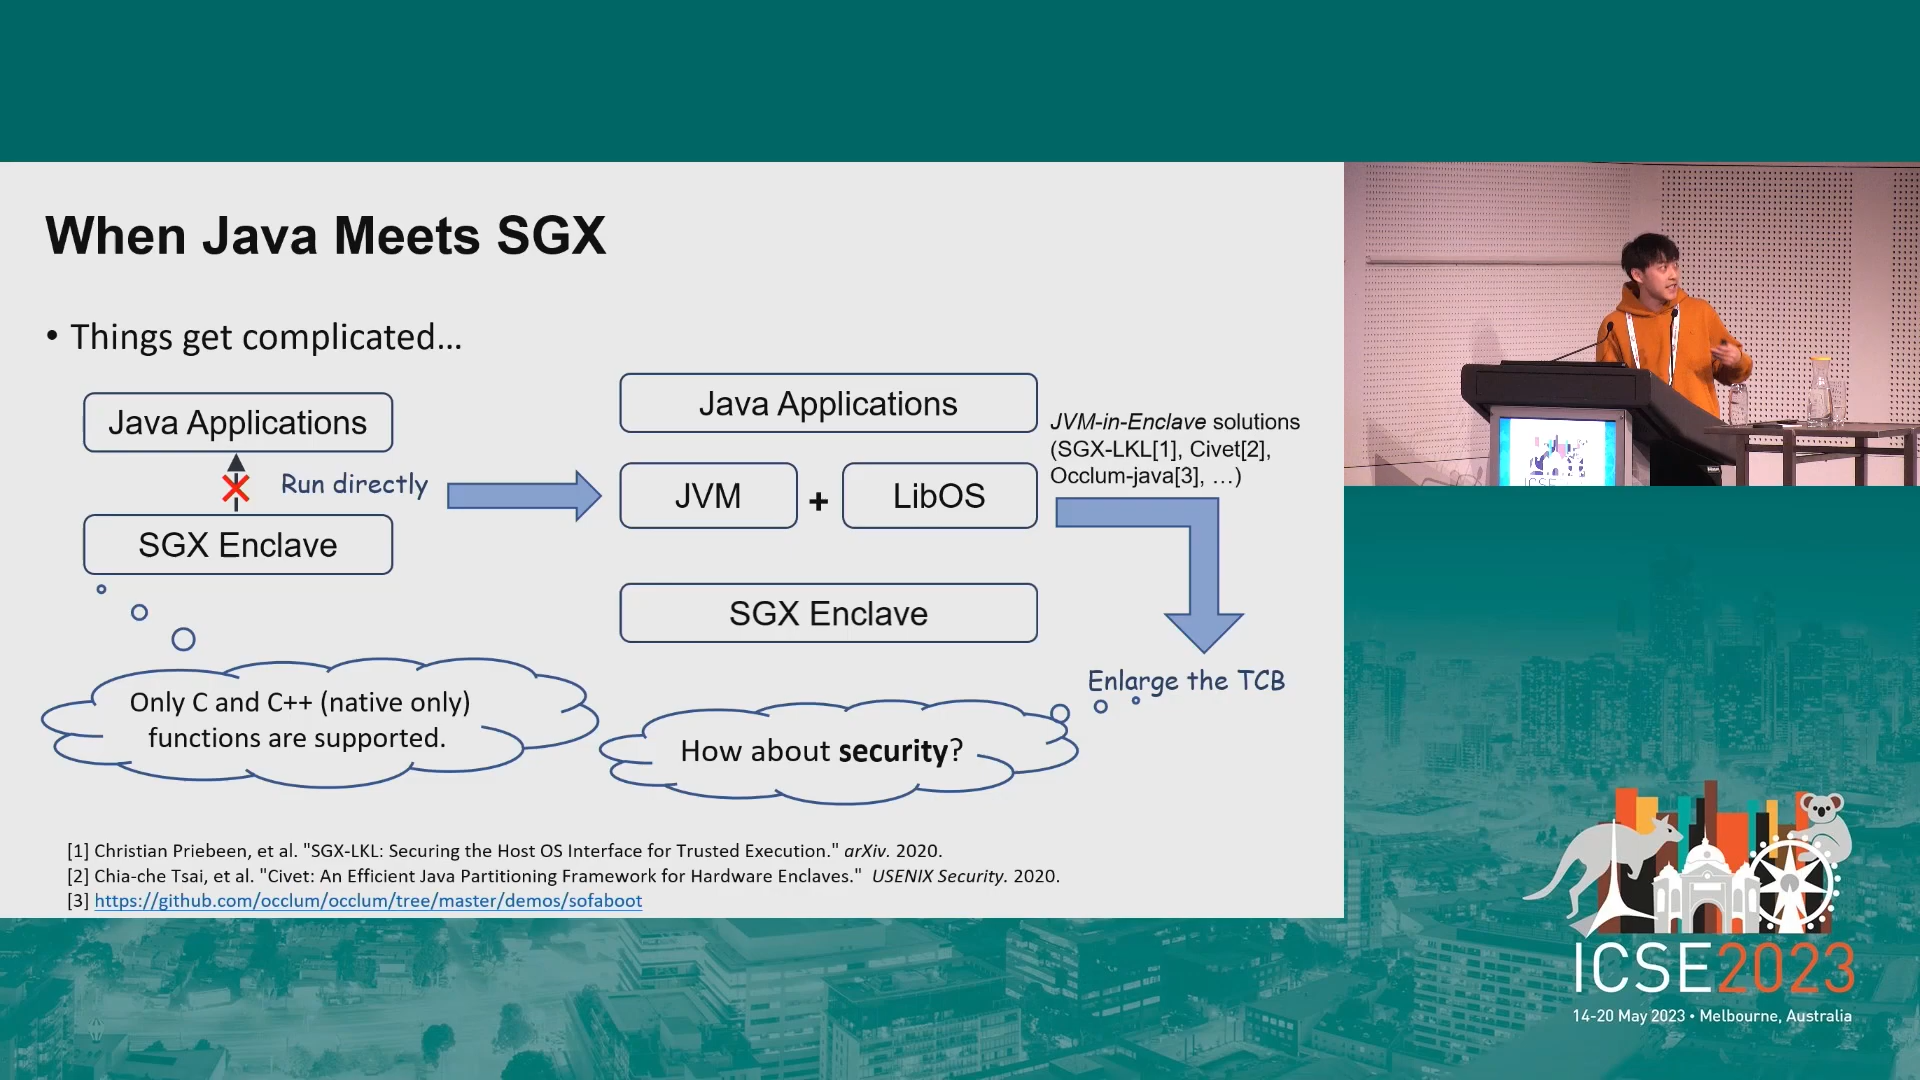 When Java Meets SGX
• Things get complicated...
Java Applications
Run directly
SGX Enclave
Only C and C++ (native only)
functions are supported.
Java Applications
JVM
+
LibOS
SGX Enclave
JVM-in-Enclave solutions
(SGX-LKL[1], Civet[2],
Occlum-java[3], ...)
Enlarge the TCB
How about security?
[1] Christian Priebeen, et al. "SGX-LKL: Securing the Host OS Interface for Trusted Execution." arXiv. 2020.
[2] Chia-che Tsai, et al. "Civet: An Efficient Java Partitioning Framework for Hardware Enclaves." USENIX Security. 2020.
[3] https://github.com/occlum/occlum/tree/master/demos/sofaboot
ICSE
ICSE2023
14-20 May 2023 • Melbourne, Australia